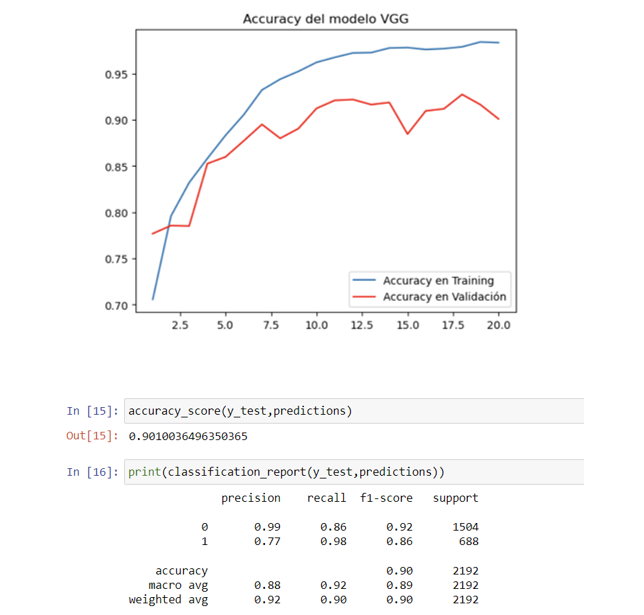 Accuracy del modelo VGG
0.95
0.90
0.85
0.80
0.75
0.70
Accuracy en Training
Accuracy en Validación
2.5 5.0 7.5 10.0 12.5 15.0 17.5 20.0
In [15]: accuracy_score(y_test,predictions)
Out[15]: 0.9010036496350365
In [16]: print(classification_report(y_test,predictions))
precision recall f1-score support
0 0.99 0.86 0.92 1504
1 0.77 0.98 0.86 688
accuracy 0.90 2192
macro avg 0.88 0.92 0.89 2192
weighted avg 0.92 0.90 0.90 2192